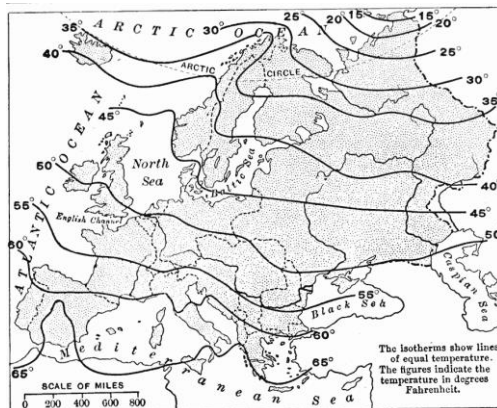 ARCTIC OCEAN
35°
30°
25°
20°
15°
15°
20°
25°
40°
ARCTIC CIRCLE
30°
35°
45°
North
Sea
Baltic Sea
50°
40°
45°
English Channel
55°
50°
ATLANTIC OCEAN
60°
Caspian Sea
55°
Black Sea
60°
65°
Mediterranean Sea
65°
The isotherms show lines
of equal temperature.
The figures indicate the
temperature in degrees
Fahrenheit.
SCALE OF MILES
0 200 400 600 800